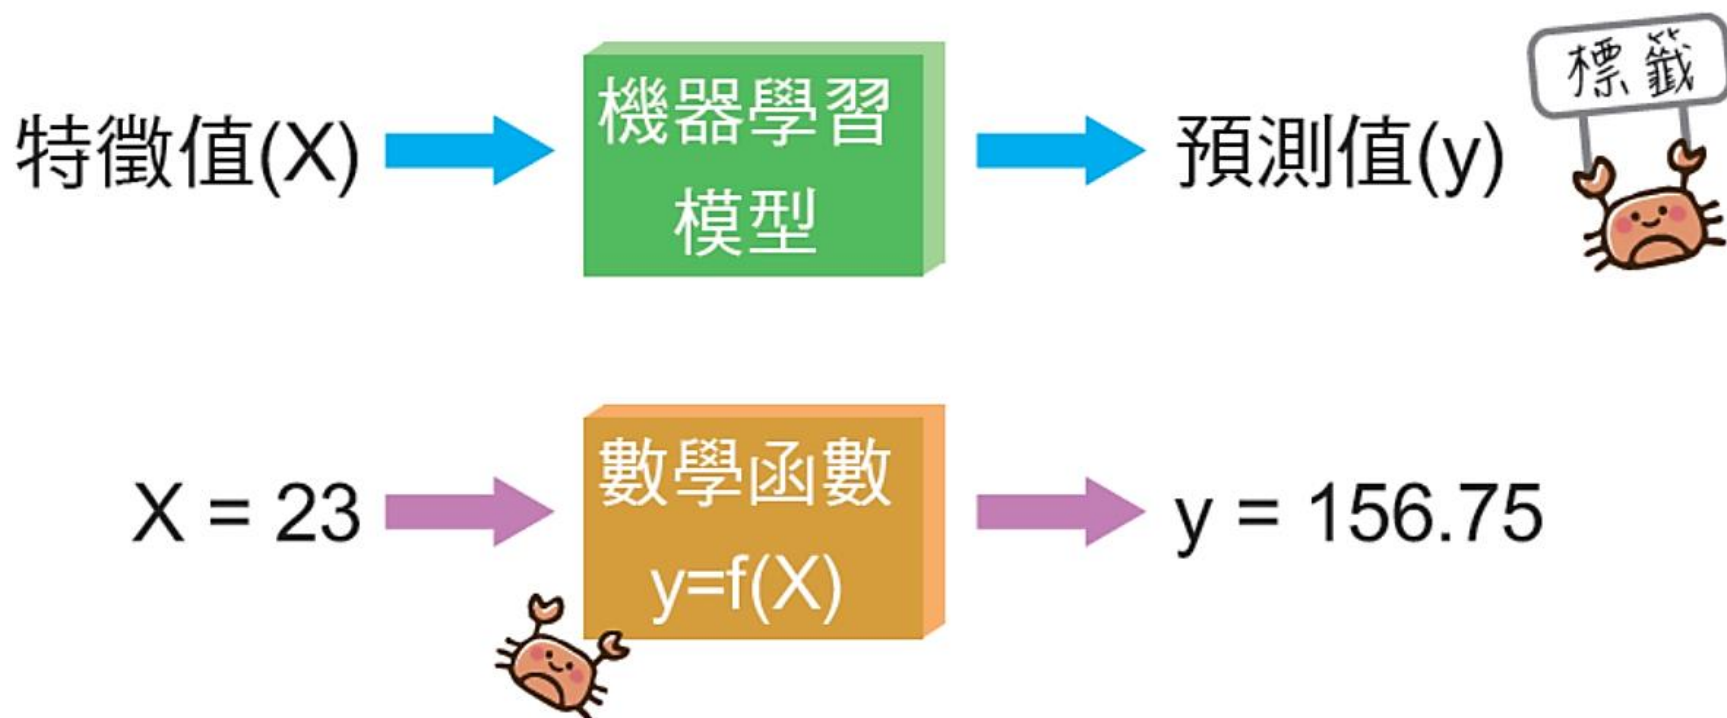 標籤
特徵值(X)
機器學習
模型
預測值(y)
X = 23
數學函數
y=f(X)
y = 156.75